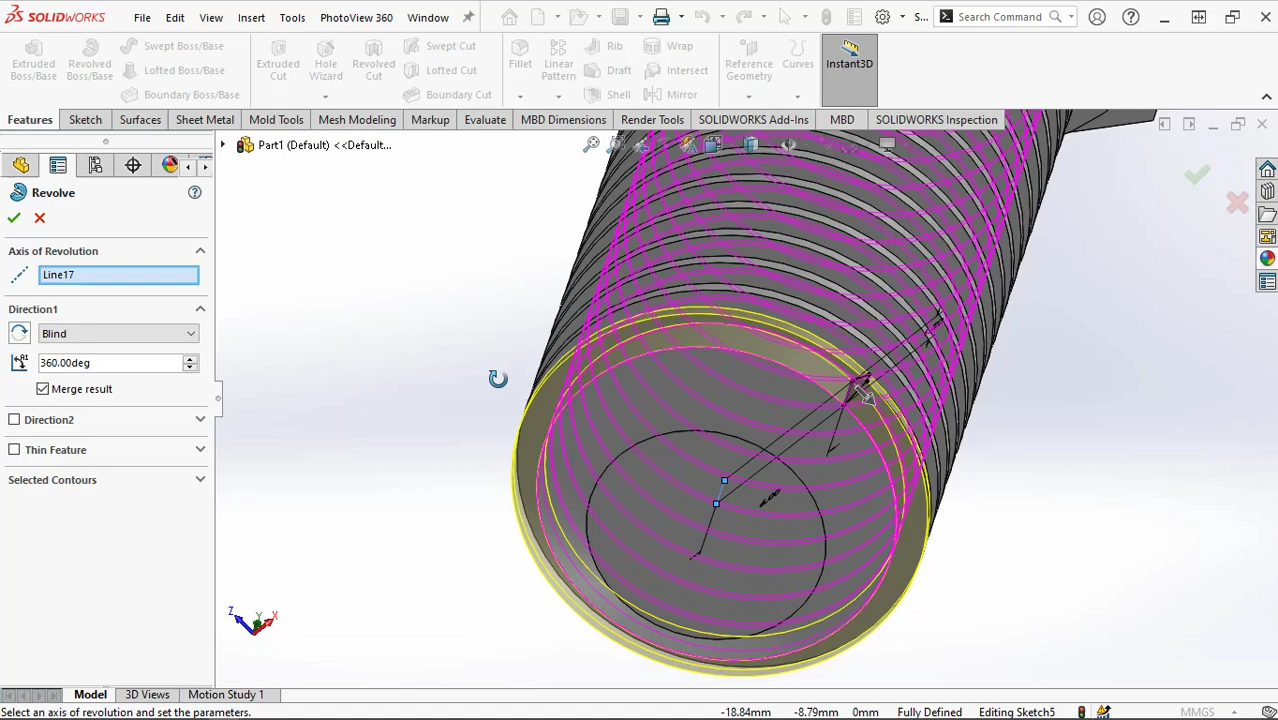 SOLIDWORKS File Edit View Insert Tools PhotoView 360 Window S... Search Command
Extruded Boss/Base
Revolved Boss/Base
Swept Boss/Base
Lofted Boss/Base
Boundary Boss/Base
Extruded Cut
Hole Wizard
Revolved Cut
Swept Cut
Lofted Cut
Boundary Cut
Fillet
Linear Pattern
Rib
Draft
Shell
Wrap
Intersect
Mirror
Reference Geometry
Curves
Instant3D
Features Sketch Surfaces Sheet Metal Mold Tools Mesh Modeling Markup Evaluate MBD Dimensions Render Tools SOLIDWORKS Add-Ins MBD SOLIDWORKS Inspection
Part1 (Default) <<Default...
Revolve
Axis of Revolution
Line17
Direction1
Blind
A1
360.00deg
Merge result
Direction2
Thin Feature
Selected Contours
Z Y X
Model 3D Views Motion Study 1
Select an axis of revolution and set the parameters. -18.84mm -8.79mm 0mm Fully Defined Editing Sketch5 MMGS